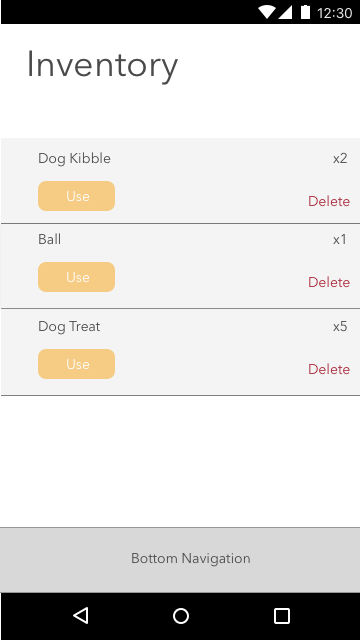 12:30
Inventory
Dog Kibble x2
Use Delete
Ball x1
Use Delete
Dog Treat x5
Use Delete
Bottom Navigation